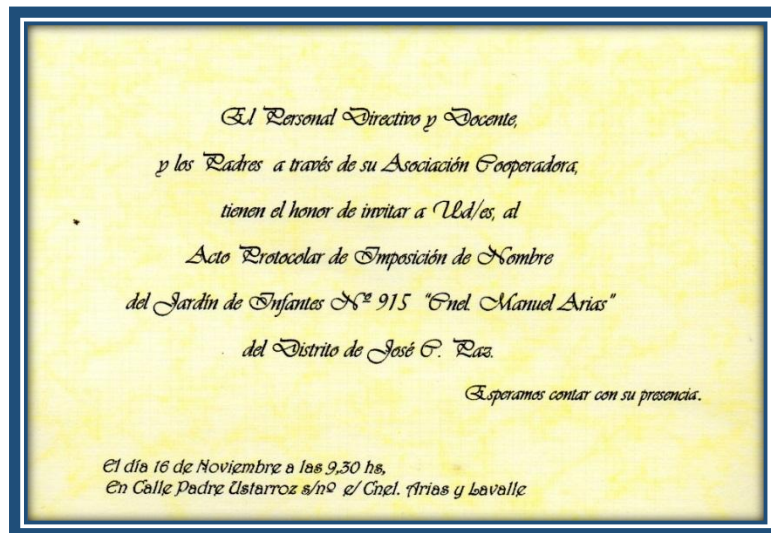 El Personal Directivo y Docente,
y los Padres a través de su Asociación Cooperadora,
tienen el honor de invitar a Ud/es, al
Acto Protocolar de Imposición de Nombre
del Jardín de Infantes Nº 915 "Cnel. Manuel Arias"
del Distrito de José C. Paz.
Esperamos contar con su presencia.
El día 16 de Noviembre a las 9,30 hs,
En Calle Padre Ustarroz s/nº e/ Cnel. Arias y Lavalle